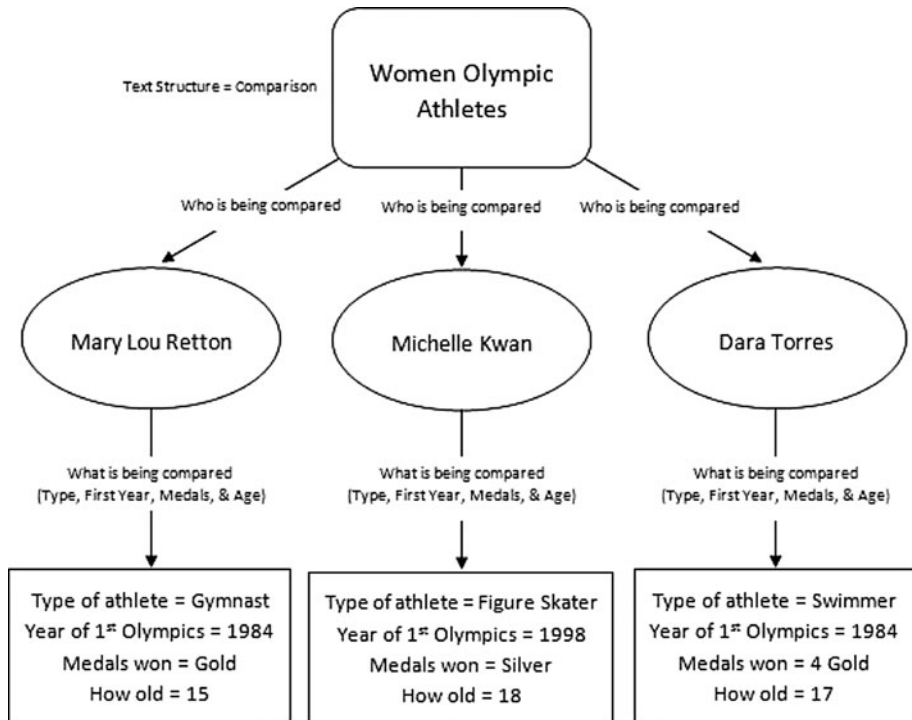 Women Olympic
Athletes
Text Structure = Comparison
Who is being compared
Who is being compared
Who is being compared
Mary Lou Retton
Michelle Kwan
Dara Torres
What is being compared
(Type, First Year, Medals, & Age)
What is being compared
(Type, First Year, Medals, & Age)
What is being compared
(Type, First Year, Medals, & Age)
Type of athlete = Gymnast
Year of 1st Olympics = 1984
Medals won = Gold
How old = 15
Type of athlete = Figure Skater
Year of 1st Olympics = 1998
Medals won = Silver
How old = 18
Type of athlete = Swimmer
Year of 1st Olympics = 1984
Medals won = 4 Gold
How old = 17